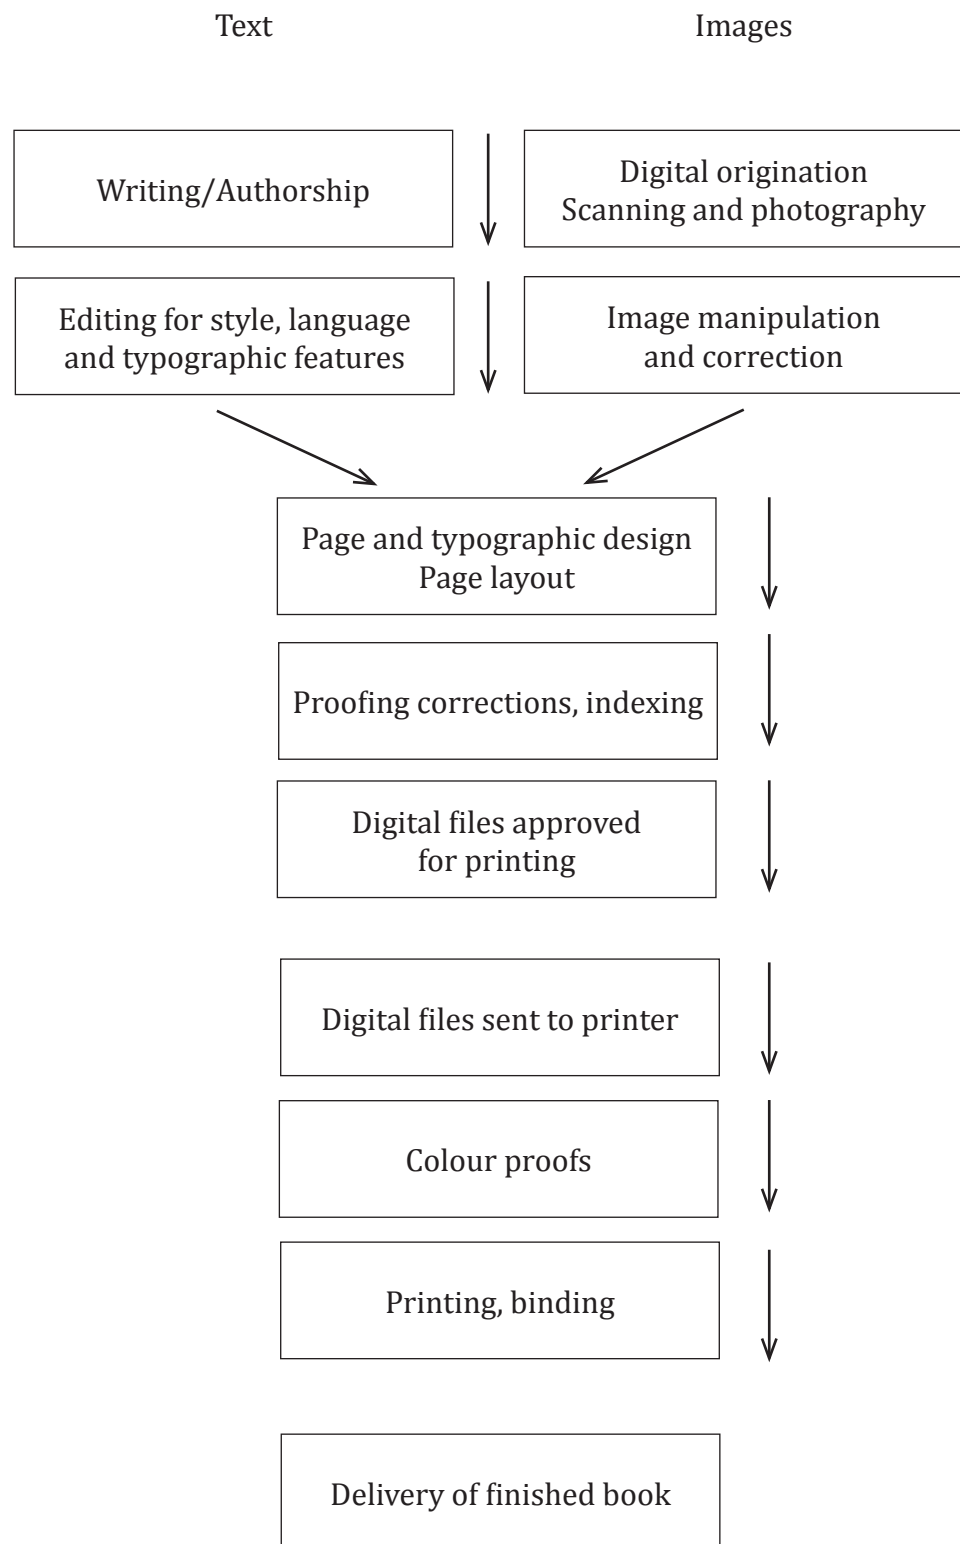 Text
Images
Writing/Authorship
Digital origination
Scanning and photography
Editing for style, language
and typographic features
Image manipulation
and correction
Page and typographic design
Page layout
Proofing corrections, indexing
Digital files approved
for printing
Digital files sent to printer
Colour proofs
Printing, binding
Delivery of finished book